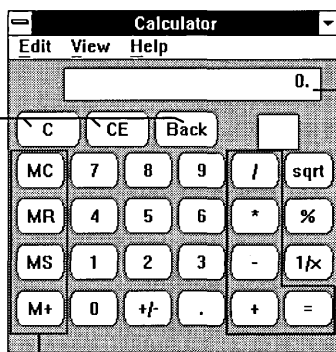 Calculator
Edit View Help
0.
C CE Back
MC 7 8 9 / sqrt
MR 4 5 6 * %
MS 1 2 3 - 1/x
M+ 0 +/- . + =